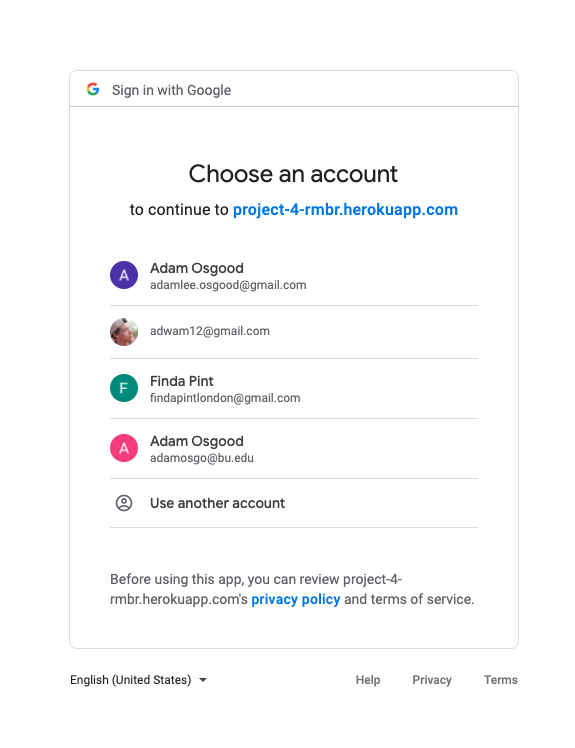 Sign in with Google
Choose an account
to continue to project-4-rmbr.herokuapp.com
A
Adam Osgood
adamlee.osgood@gmail.com
adwam12@gmail.com
F
Finda Pint
findapintlondon@gmail.com
A
Adam Osgood
adamosgo@bu.edu
Use another account
Before using this app, you can review project-4-
rmbr.herokuapp.com's privacy policy and terms of service.
English (United States)
Help Privacy Terms